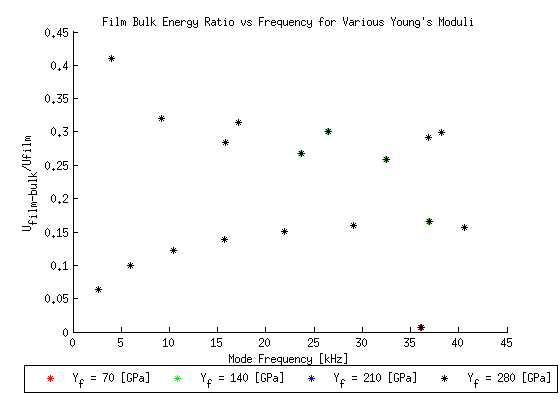 Film Bulk Energy Ratio vs Frequency for Various Young's Moduli
0.45
0.4
0.35
0.3
0.25
0.2
0.15
0.1
0.05
0
U_film-bulk/Ufilm
0 5 10 15 20 25 30 35 40 45
Mode Frequency [kHz]
Y_f = 70 [GPa] Y_f = 140 [GPa] Y_f = 210 [GPa] Y_f = 280 [GPa]